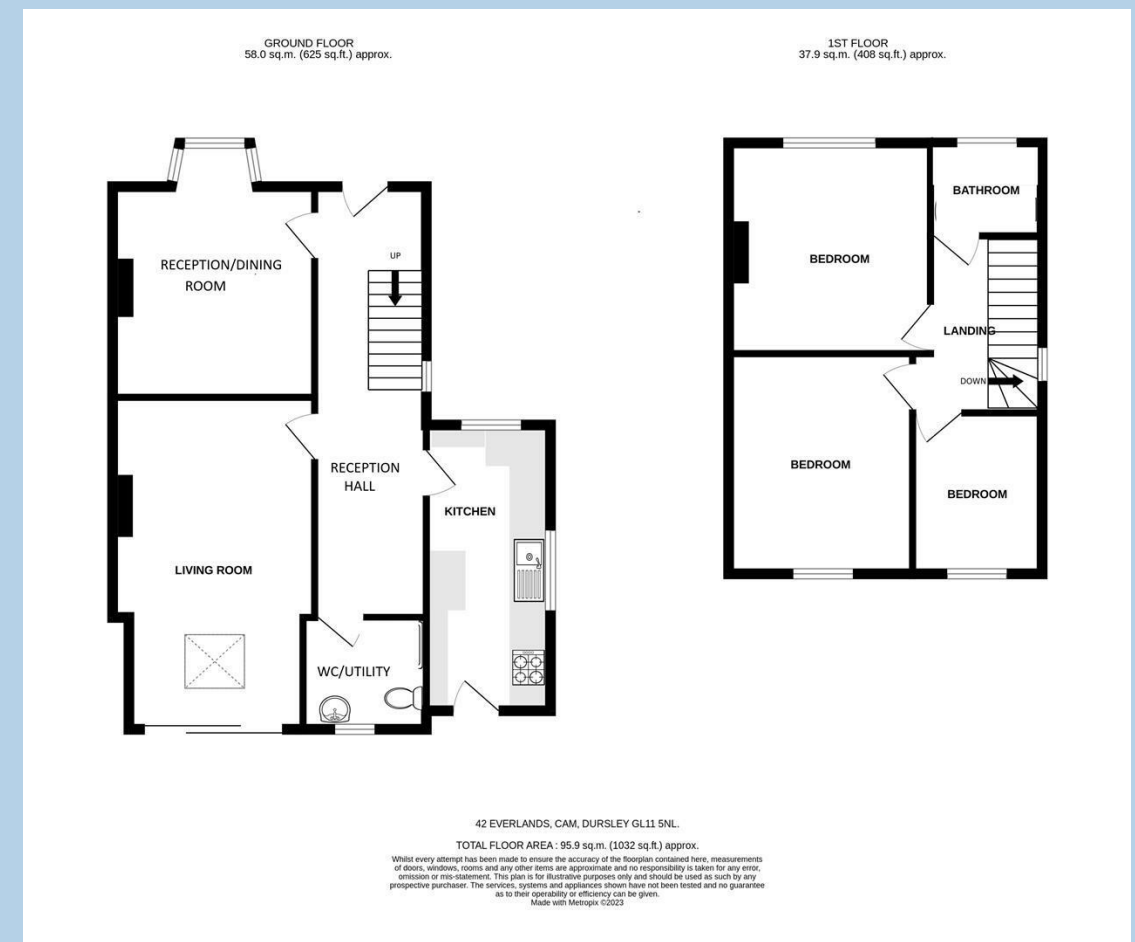 GROUND FLOOR
58.0 sq.m. (625 sq.ft.) approx.
1ST FLOOR
37.9 sq.m. (408 sq.ft.) approx.
RECEPTION/DINING
ROOM
UP
RECEPTION
HALL
KITCHEN
LIVING ROOM
WC/UTILITY
BATHROOM
BEDROOM
LANDING
DOWN
BEDROOM
BEDROOM
42 EVERLANDS, CAM, DURSLEY GL11 5NL.
TOTAL FLOOR AREA : 95.9 sq.m. (1032 sq.ft.) approx.
Whilst every attempt has been made to ensure the accuracy of the floorplan contained here, measurements
of doors, windows, rooms and any other items are approximate and no responsibility is taken for any error,
omission or mis-statement. This plan is for illustrative purposes only and should be used as such by any
prospective purchaser. The services, systems and appliances shown have not been tested and no guarantee
as to their operability or efficiency can be given.
Made with Metropix ©2023